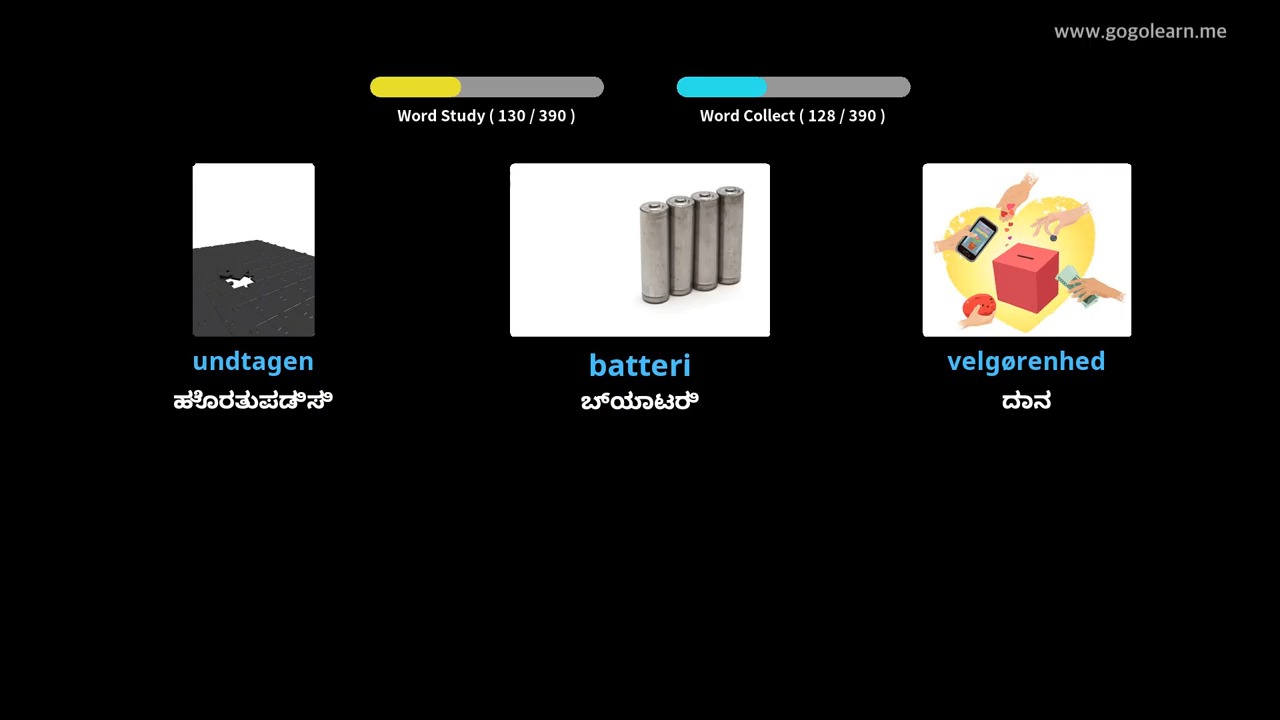 www.gogolearn.me
Word Study ( 130 / 390 )
Word Collect ( 128 / 390 )
undtagen
batteri
velgørenhed
ಹೊರತುಪಡಿಸಿ
ಬ್ಯಾಟರಿ
ದಾನ